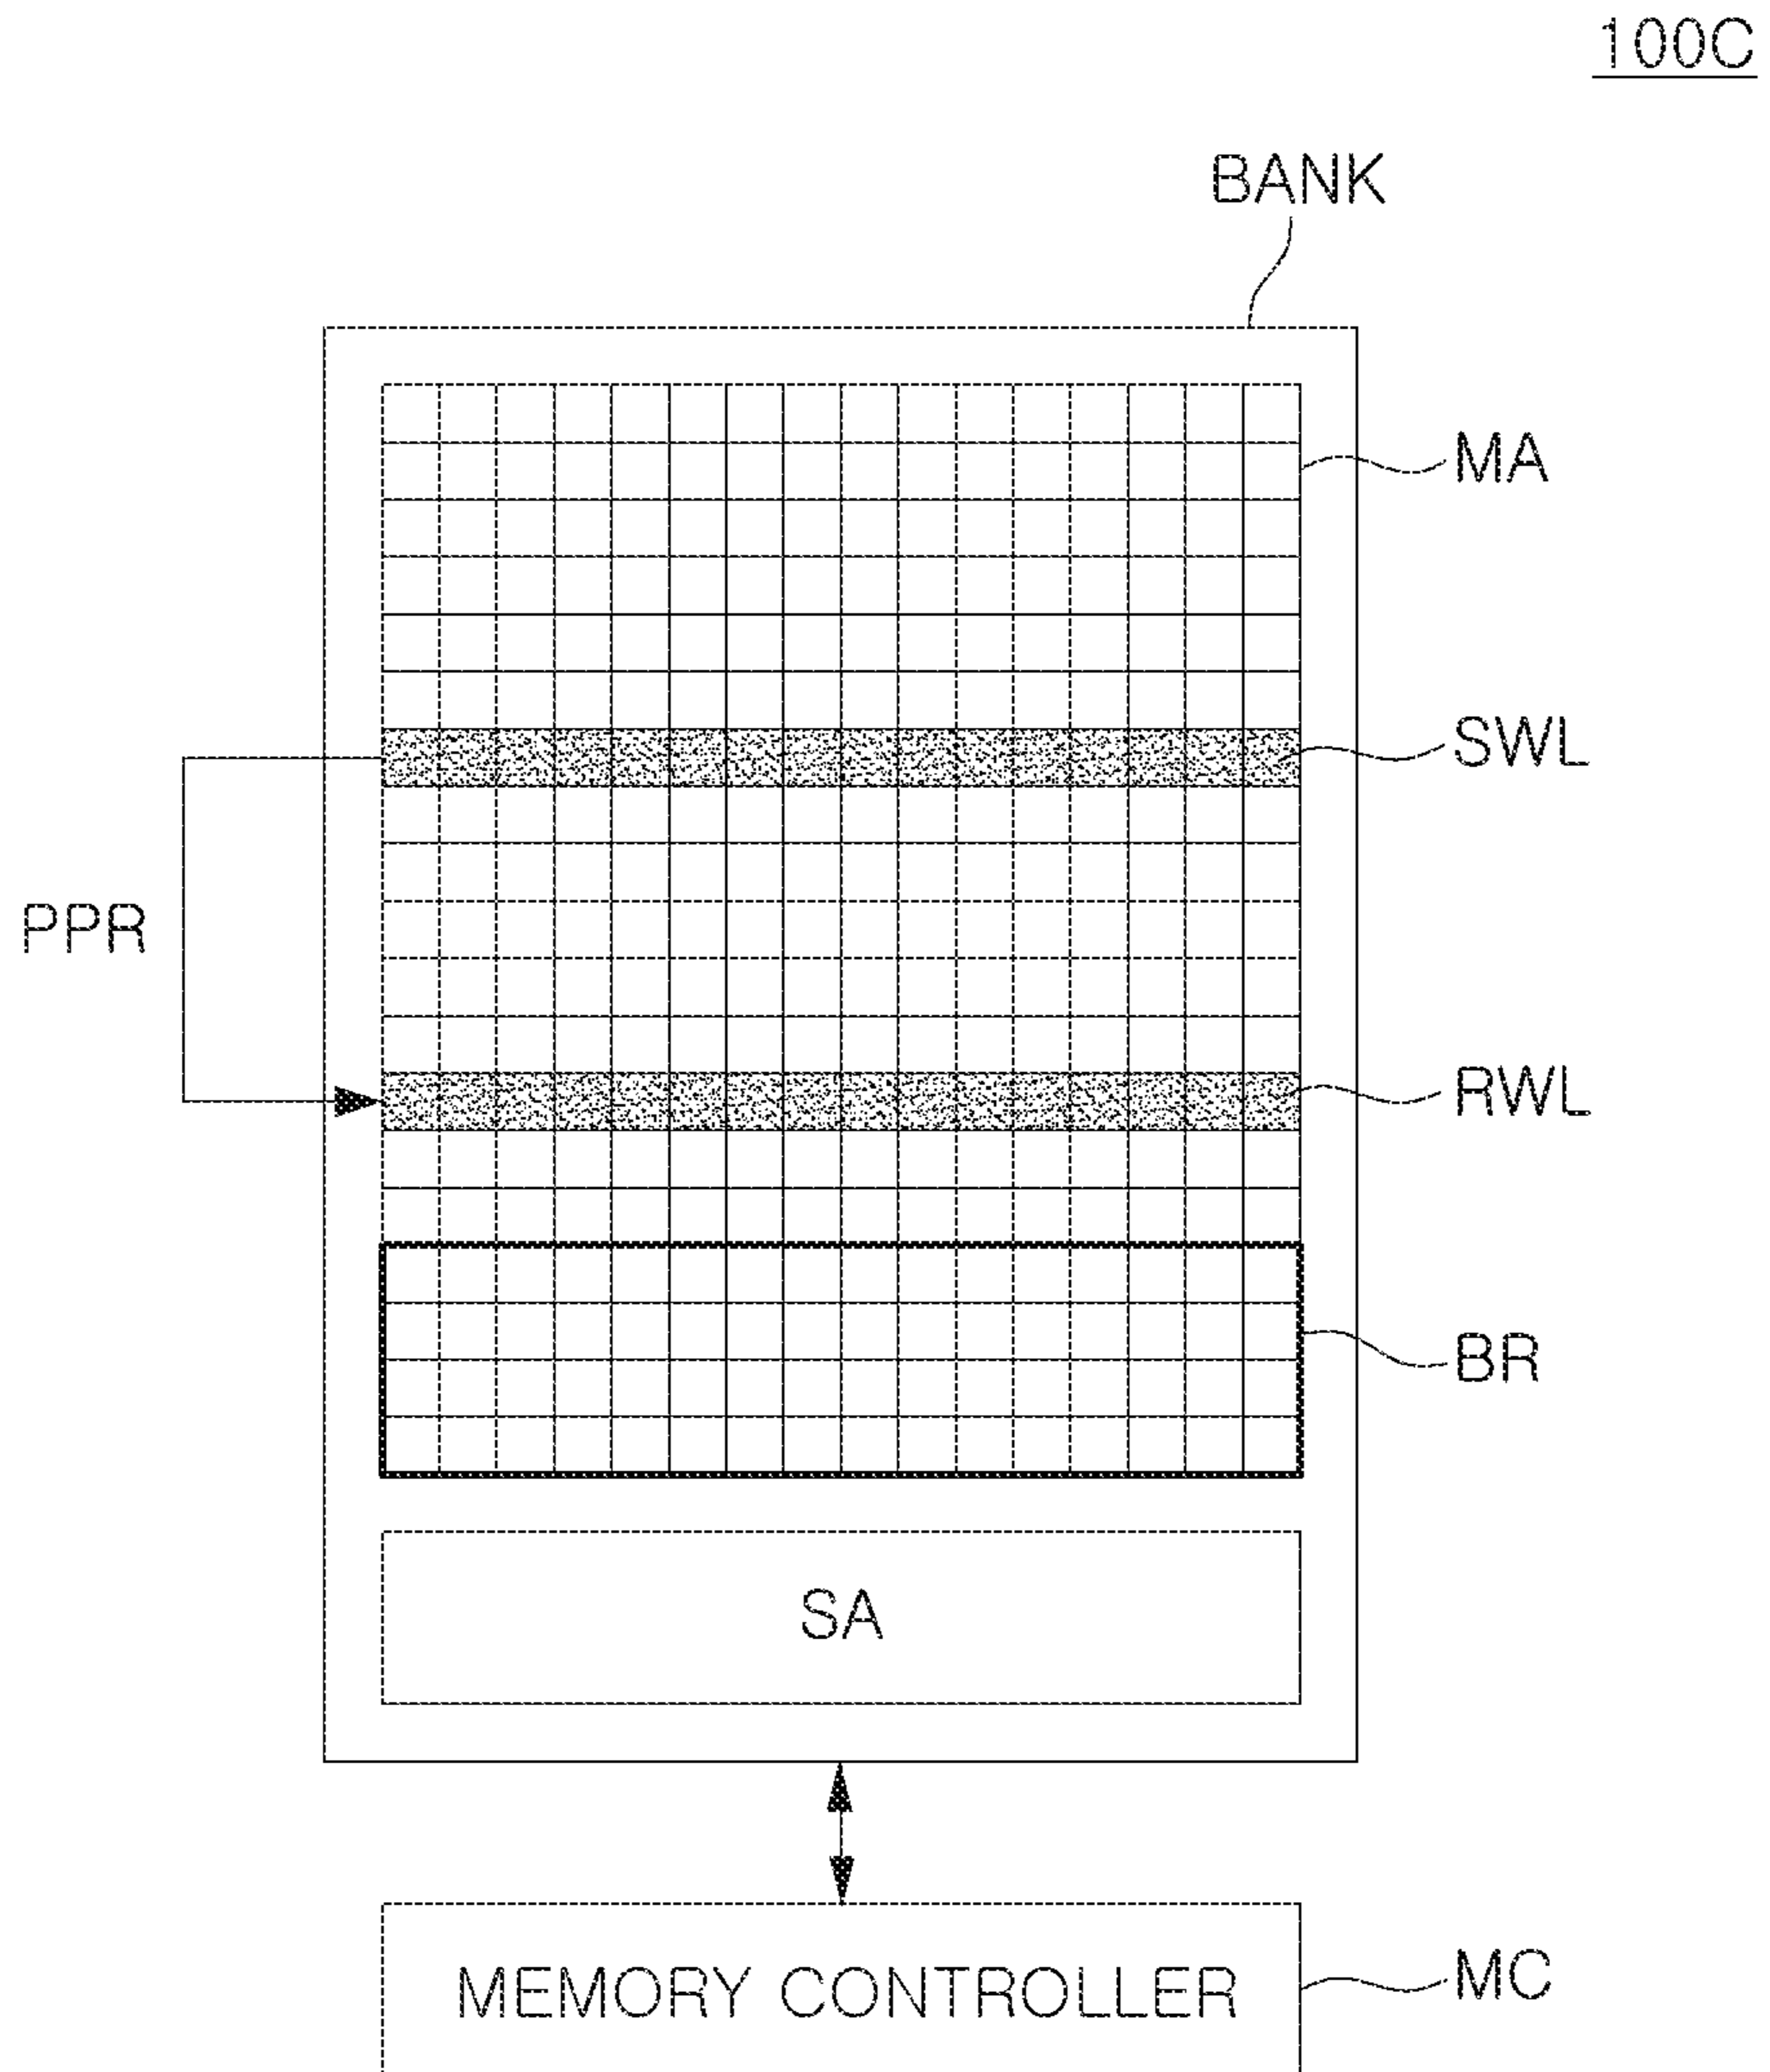 100C
BANK
MA
SWL
PPR
RWL
BR
SA
MEMORY CONTROLLER
MC